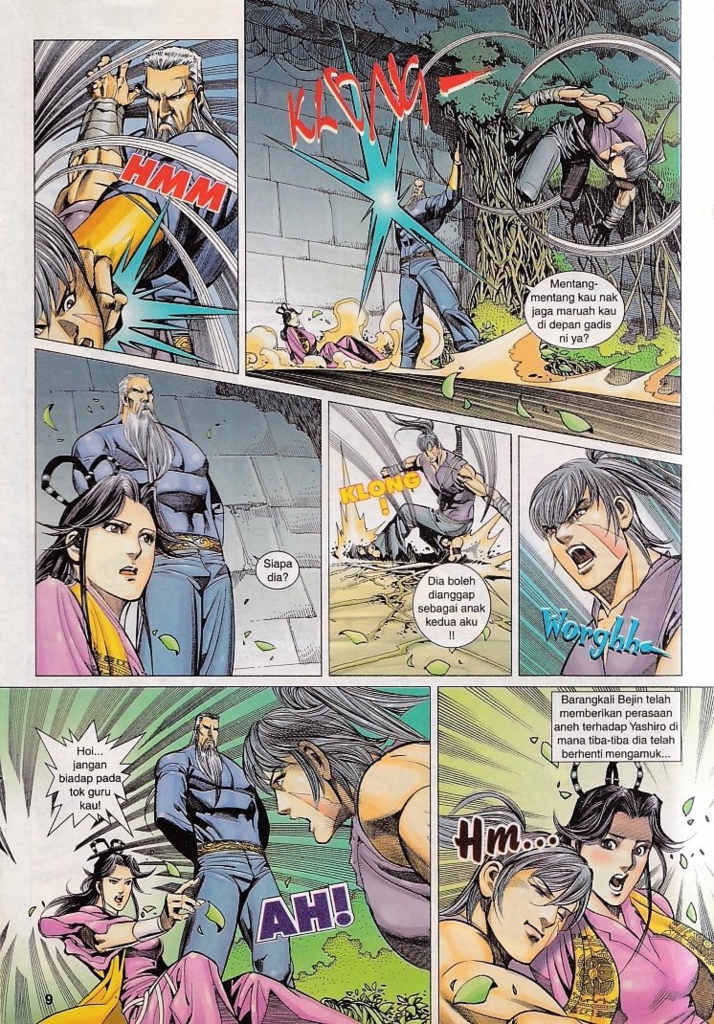 HMM
KLONG
Mentang-
mentang kau nak
jaga maruah kau
di depan gadis
ni ya?
Siapa
dia?
KLONG
!
Dia boleh
dianggap
sebagai anak
kedua aku
!!
Worghh
Hoi...
jangan
biadap pada
tok guru
kau!
AH!
Barangkali Bejin telah
memberikan perasaan
aneh terhadap Yashiro di
mana tiba-tiba dia telah
berhenti mengamuk...
HM...
9